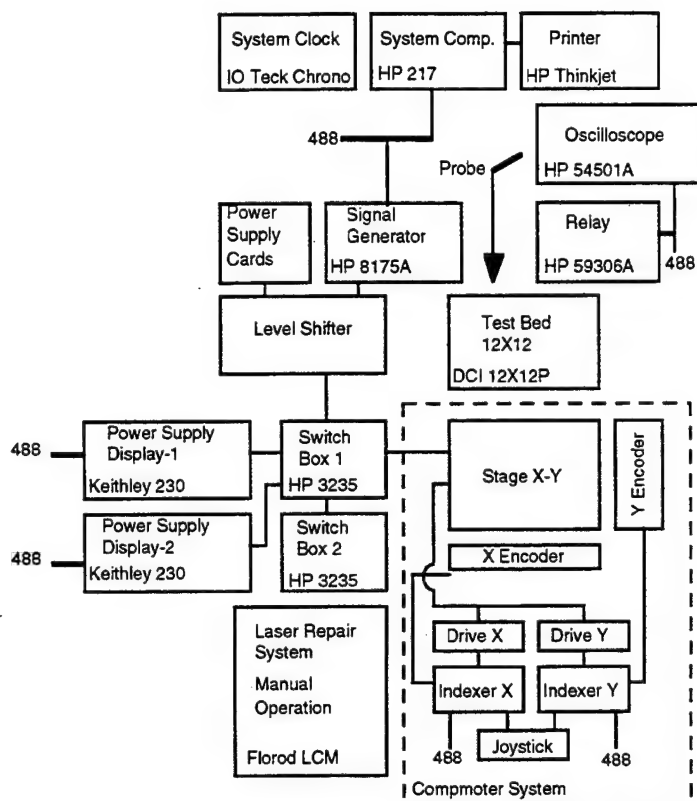 System Clock
IO Teck Chrono
System Comp.
HP 217
Printer
HP Thinkjet
488
Probe
Oscilloscope
HP 54501A
Power
Supply
Cards
Signal
Generator
HP 8175A
Relay
HP 59306A
488
Level Shifter
Test Bed
12X12
DCI 12X12P
488
Power Supply
Display-1
Keithley 230
Switch
Box 1
HP 3235
Stage X-Y
Y Encoder
488
Power Supply
Display-2
Keithley 230
Switch
Box 2
HP 3235
X Encoder
Laser Repair
System
Manual
Operation
Florod LCM
Drive X
Drive Y
Indexer X
Indexer Y
488
Joystick
488
Compmoter System